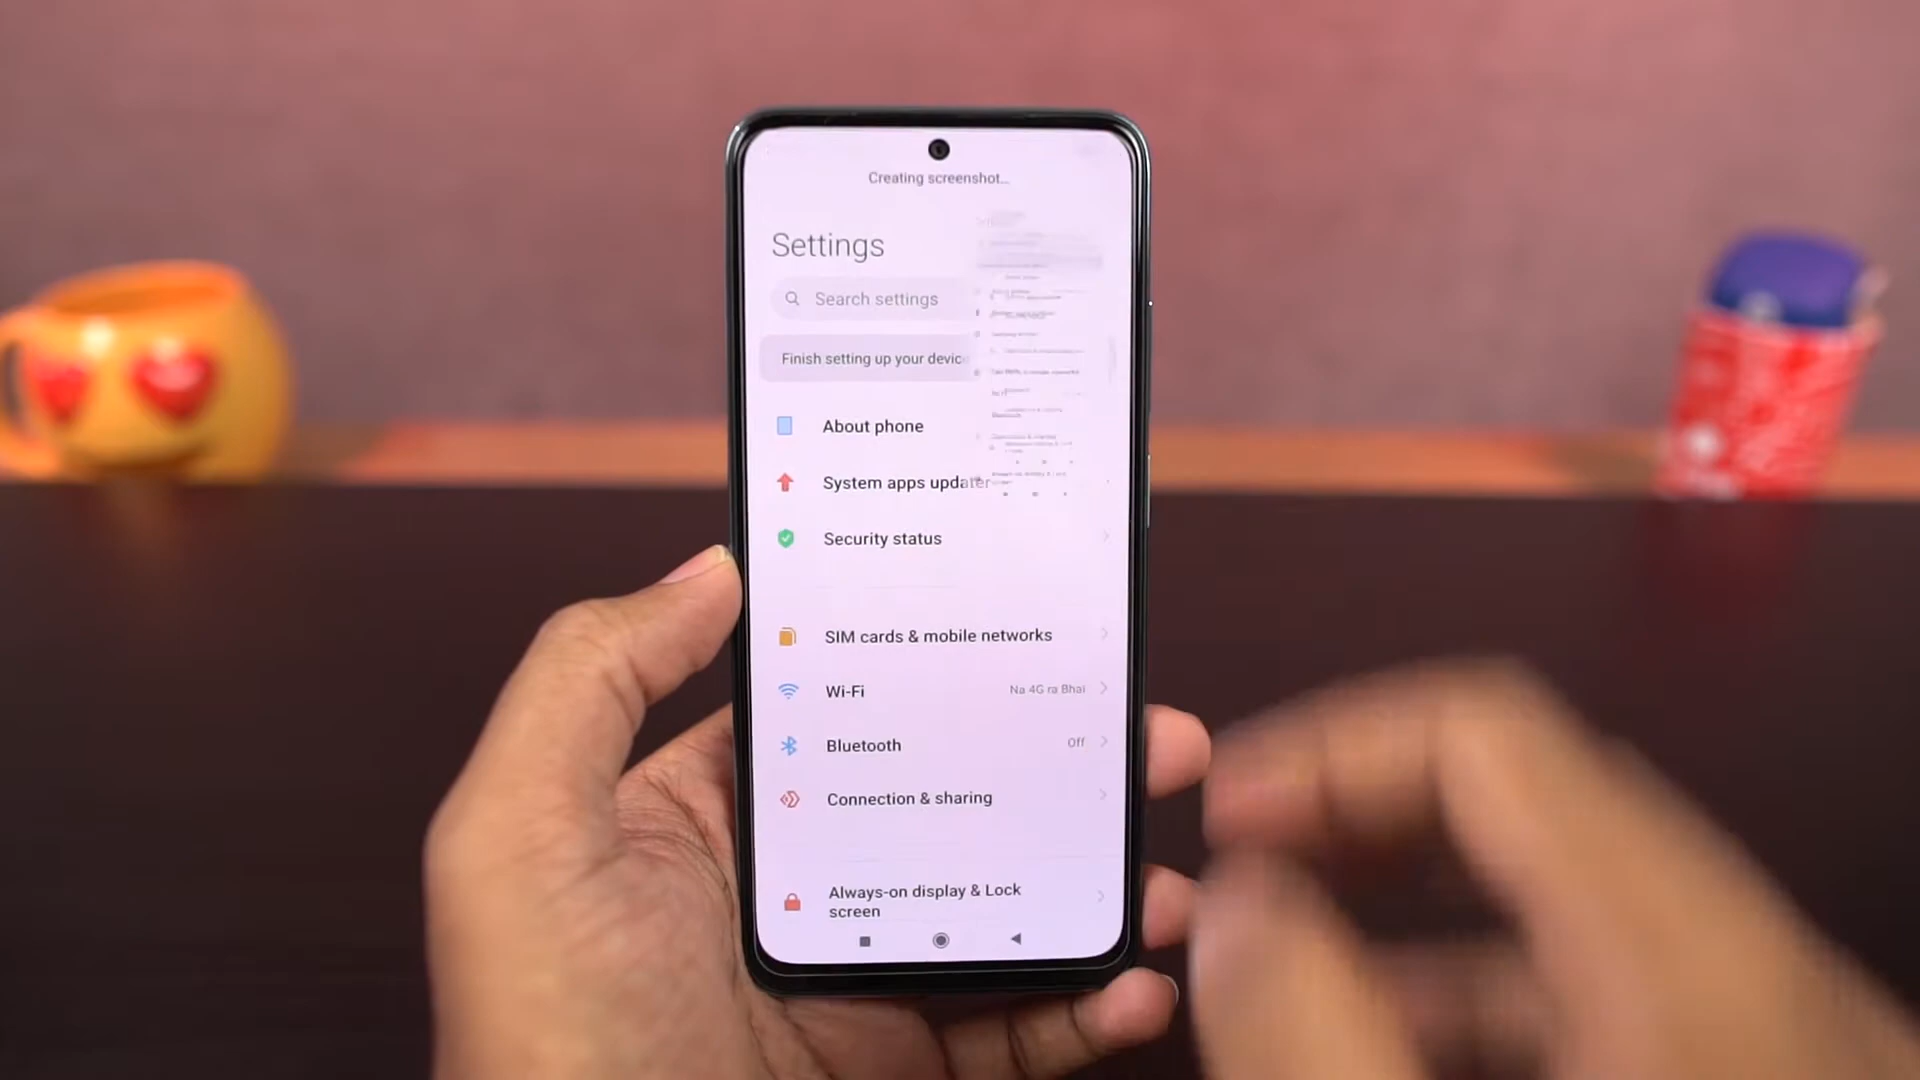 Creating screenshot...
Settings
Search settings
Finish setting up your device
About phone
System apps updater
Security status
SIM cards & mobile networks
Wi-Fi
Na 4G ra Bhai
Bluetooth
Off
Connection & sharing
Always-on display & Lock
screen